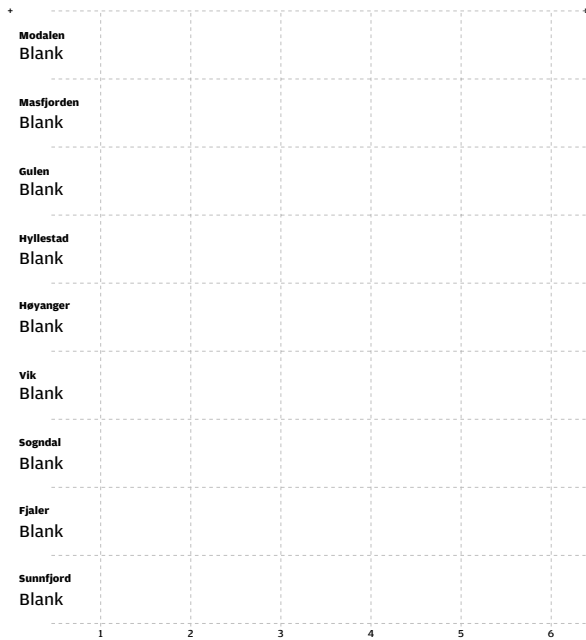 Modalen
Blank
Masfjorden
Blank
Gulen
Blank
Hyllestad
Blank
Høyanger
Blank
Vik
Blank
Sogndal
Blank
Fjaler
Blank
Sunnfjord
Blank
1 2 3 4 5 6